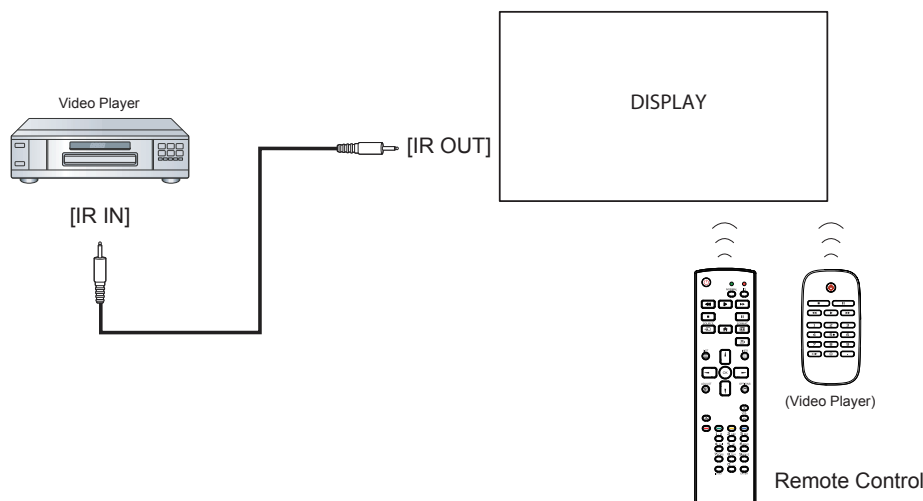 DISPLAY
Video Player
[IR OUT]
[IR IN]
(Video Player)
Remote Control